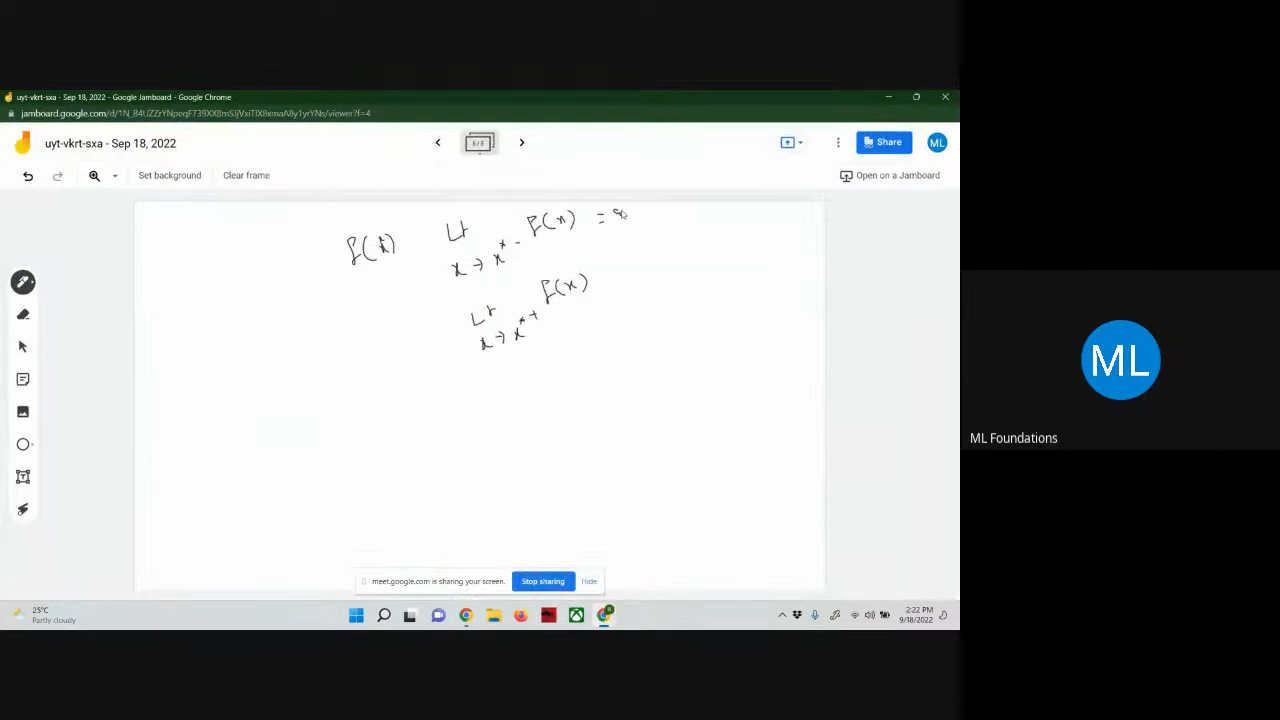 uyt-vkrt-sxa - Sep 18, 2022 - Google Jamboard - Google Chrome
uyt-vkrt-sxa - Sep 18, 2022
6/8
Share
ML
Set background
Clear frame
Open on a Jamboard
f(x) Lt x→x*- f(x) =
Lt x→x*+ f(x)
ML
ML Foundations
meet.google.com is sharing your screen.
Stop sharing
Hide
25°C
Partly cloudy
2:22 PM
9/18/2022